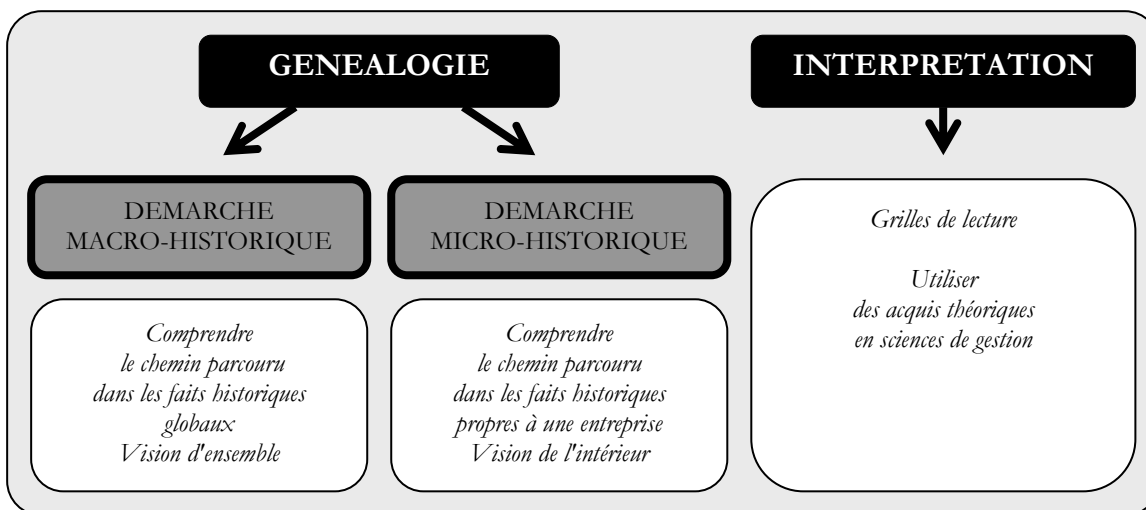 GENEALOGIE
INTERPRETATION
DEMARCHE
MACRO-HISTORIQUE
DEMARCHE
MICRO-HISTORIQUE
Comprendre
le chemin parcouru
dans les faits historiques
globaux
Vision d'ensemble
Comprendre
le chemin parcouru
dans les faits historiques
propres à une entreprise
Vision de l'intérieur
Grilles de lecture
Utiliser
des acquis théoriques
en sciences de gestion